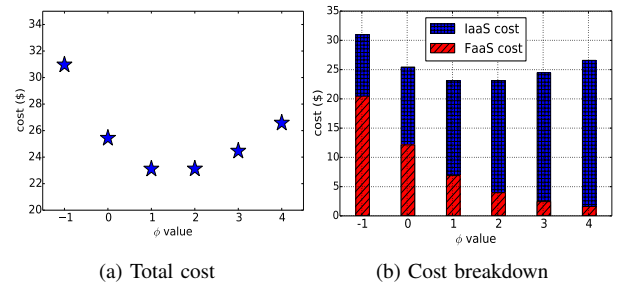 34
32
30
28
26
24
22
20
cost ($)
−1 0 1 2 3 4
ϕ value
(a) Total cost
35
30
25
20
15
10
5
0
cost ($)
IaaS cost
FaaS cost
-1 0 1 2 3 4
ϕ value
(b) Cost breakdown